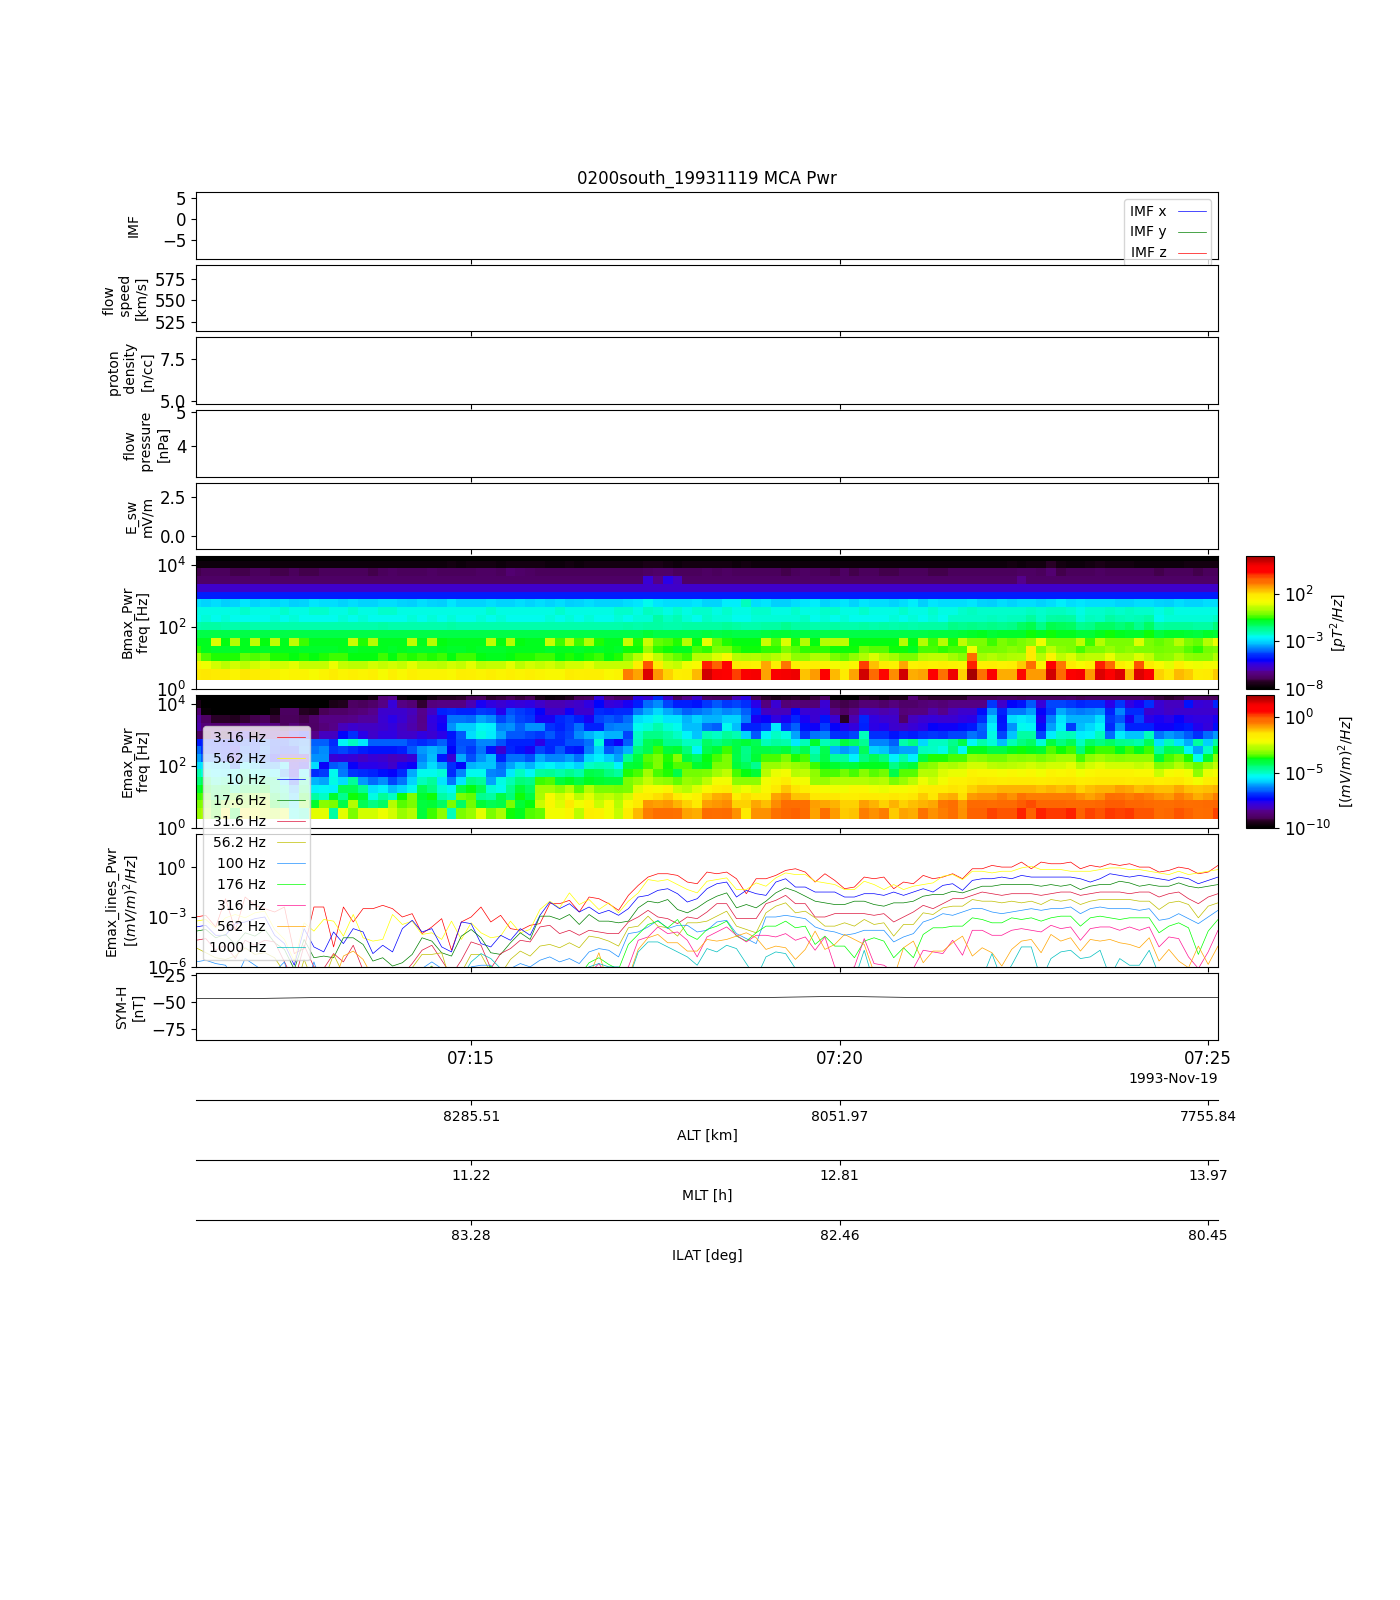 0200south_19931119 MCA Pwr
5
0
−5
IMF
IMF x
IMF y
IMF z
575
550
525
flow
speed
[km/s]
7.5
5.0
proton
density
[n/cc]
5
4
flow
pressure
[nPa]
2.5
0.0
E_sw
mV/m
10^4
10^2
10^0
Bmax_Pwr
freq [Hz]
10^2
10^−3
10^−8
[pT^2/Hz]
10^4
10^2
10^0
Emax_Pwr
freq [Hz]
10^0
10^−5
10^−10
[(mV/m)^2/Hz]
3.16 Hz
5.62 Hz
10 Hz
17.6 Hz
31.6 Hz
56.2 Hz
100 Hz
176 Hz
316 Hz
562 Hz
1000 Hz
10^0
10^−3
10^−6
Emax_lines_Pwr
[(mV/m)^2/Hz]
−25
−50
−75
SYM-H
[nT]
07:15 07:20 07:25
1993-Nov-19
8285.51 8051.97 7755.84
ALT [km]
11.22 12.81 13.97
MLT [h]
83.28 82.46 80.45
ILAT [deg]